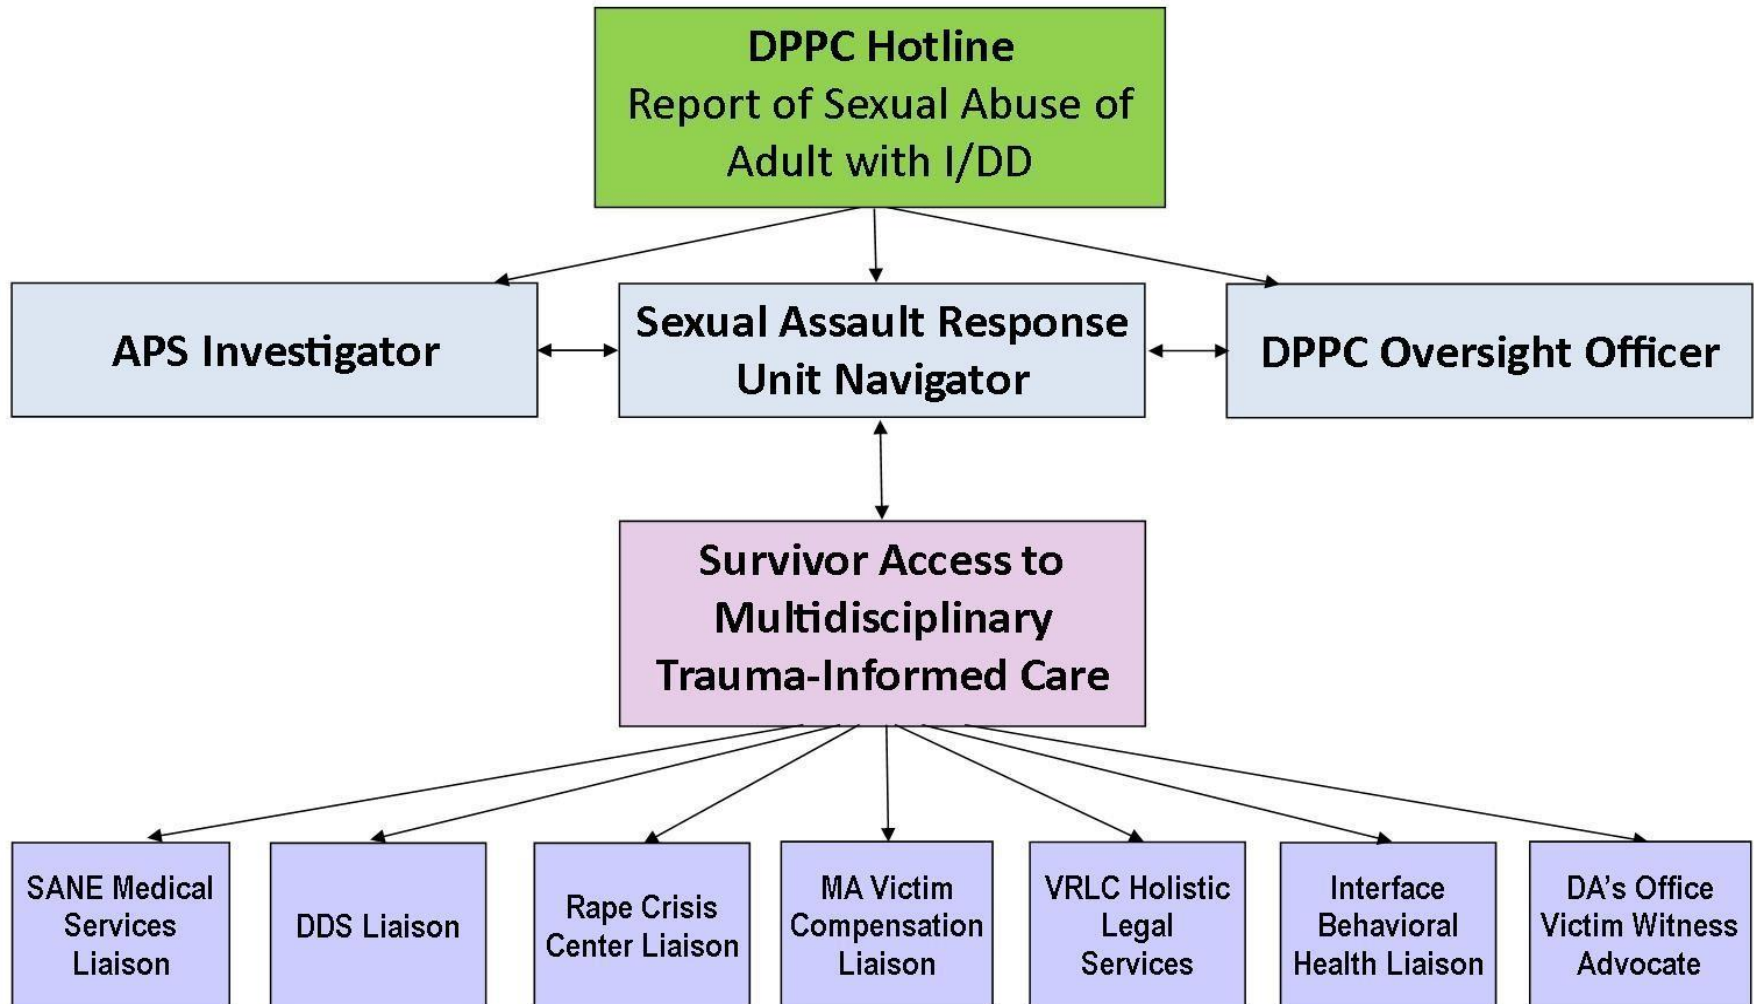 DPPC Hotline
Report of Sexual Abuse of
Adult with I/DD
APS Investigator
Sexual Assault Response
Unit Navigator
DPPC Oversight Officer
Survivor Access to
Multidisciplinary
Trauma-Informed Care
SANE Medical
Services
Liaison
DDS Liaison
Rape Crisis
Center Liaison
MA Victim
Compensation
Liaison
VRLC Holistic
Legal
Services
Interface
Behavioral
Health Liaison
DA's Office
Victim Witness
Advocate